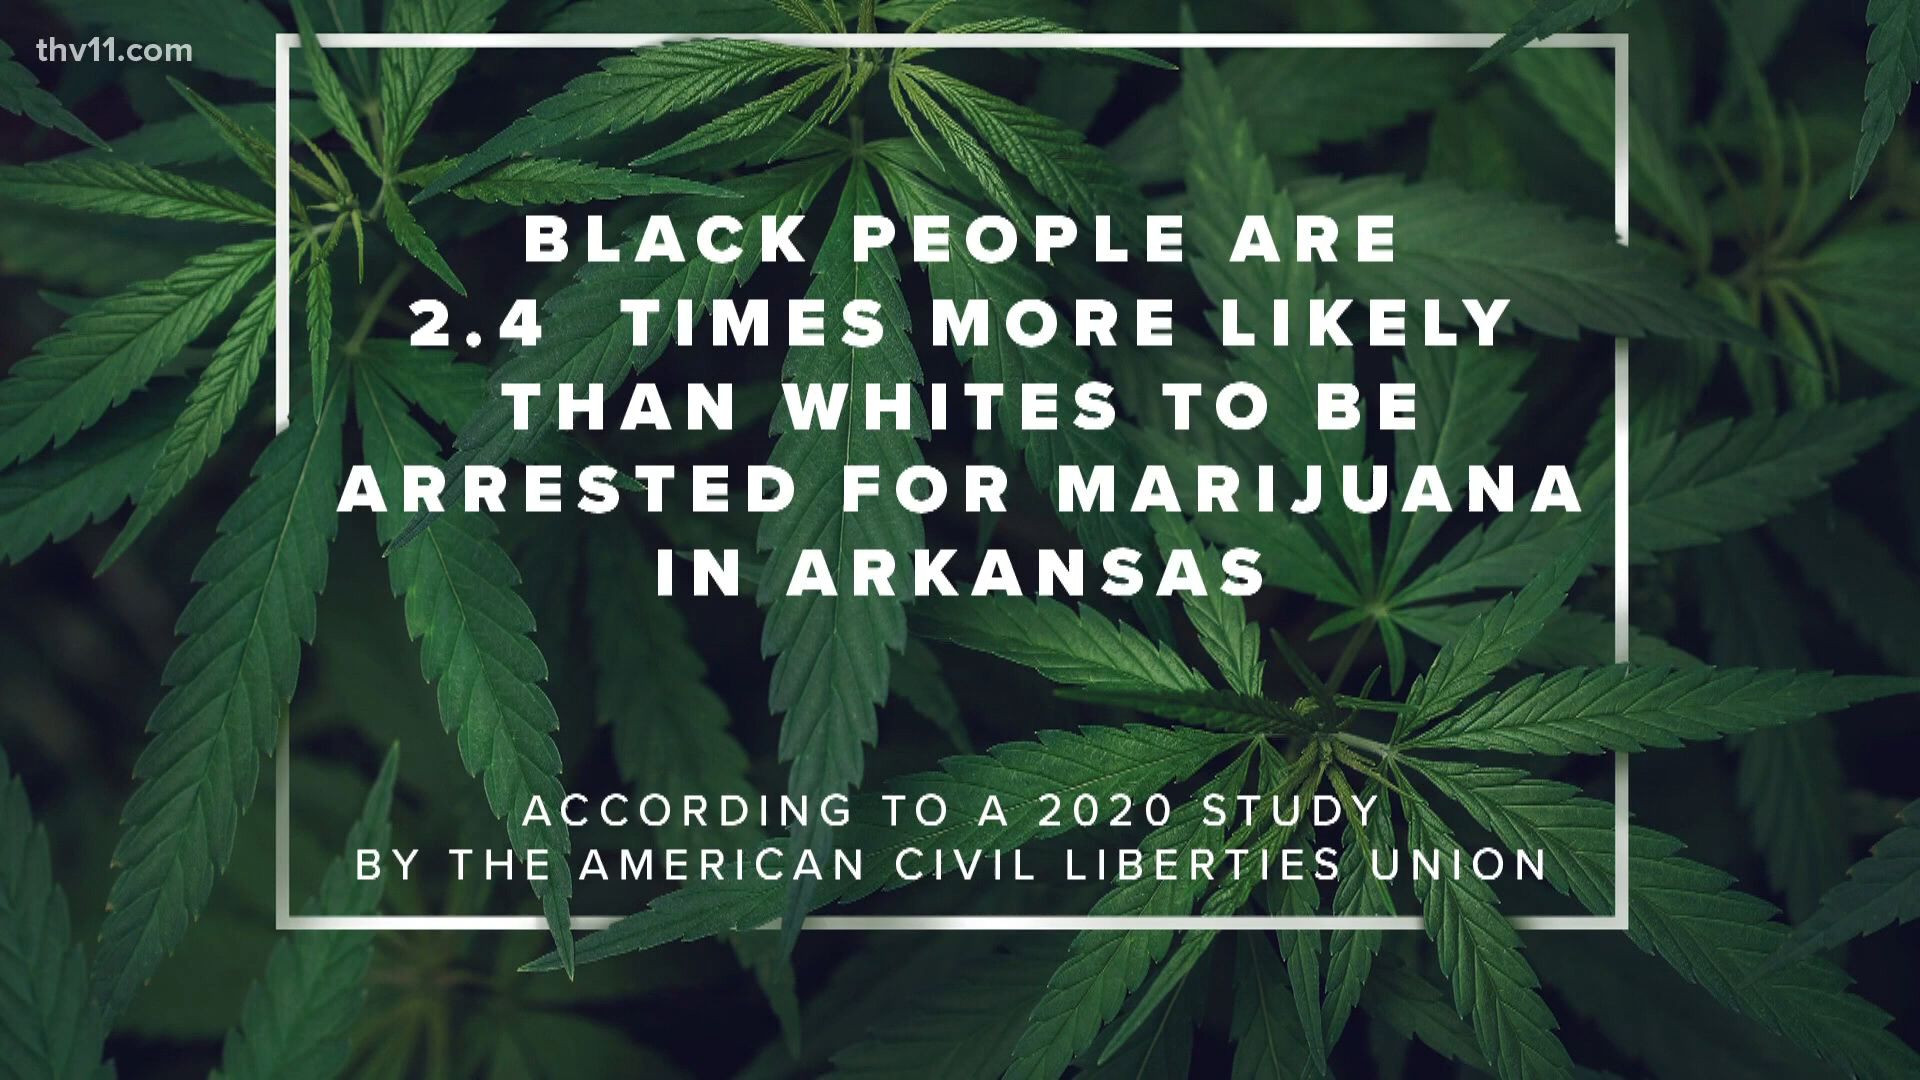 thv11.com
BLACK PEOPLE ARE
2.4 TIMES MORE LIKELY
THAN WHITES TO BE
ARRESTED FOR MARIJUANA
IN ARKANSAS
ACCORDING TO A 2020 STUDY
BY THE AMERICAN CIVIL LIBERTIES UNION